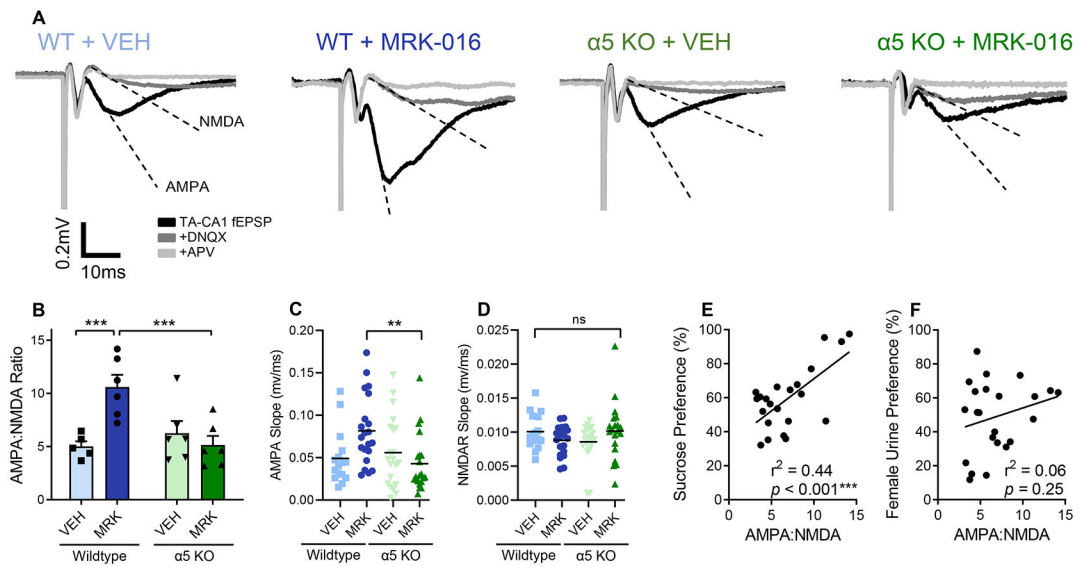 A
WT + VEH
WT + MRK-016
α5 KO + VEH
α5 KO + MRK-016
NMDA
AMPA
0.2mV
10ms
TA-CA1 fEPSP
+DNQX
+APV
B
AMPA:NMDA Ratio
15
10
5
0
***
***
VEH
MRK
VEH
MRK
Wildtype
α5 KO
C
AMPA Slope (mv/ms)
0.20
0.15
0.10
0.05
0.00
**
VEH
MRK
VEH
MRK
Wildtype
α5 KO
D
NMDAR Slope (mv/ms)
0.025
0.020
0.015
0.010
0.005
0.000
ns
VEH
MRK
VEH
MRK
Wildtype
α5 KO
E
Sucrose Preference (%)
100
80
60
40
20
0
r² = 0.44
p < 0.001***
0 5 10 15
AMPA:NMDA
F
Female Urine Preference (%)
100
80
60
40
20
0
r² = 0.06
p = 0.25
0 5 10 15
AMPA:NMDA